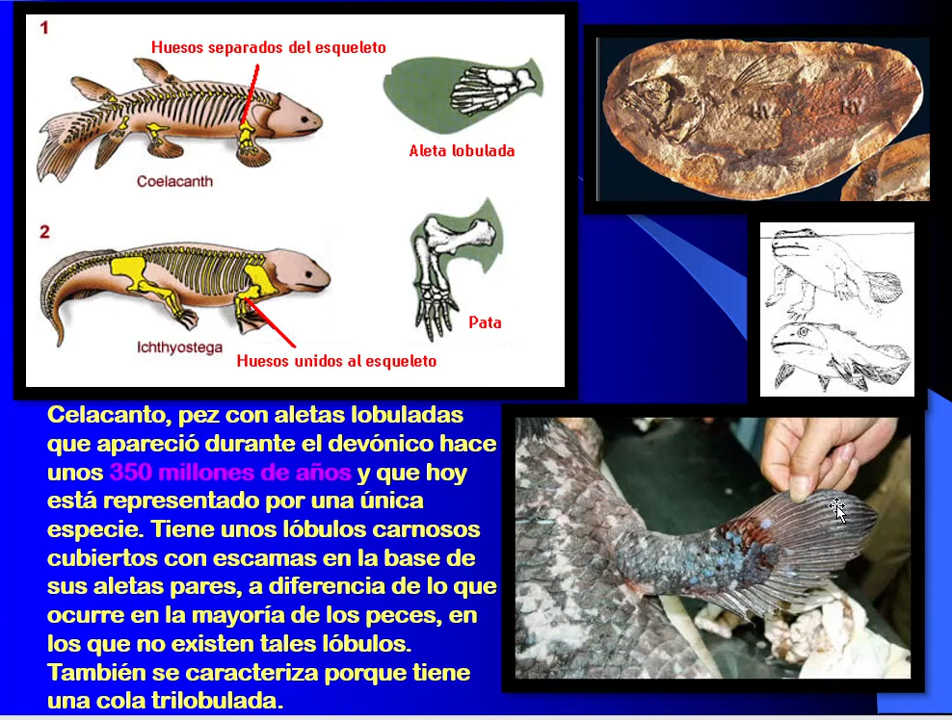 1
Huesos separados del esqueleto
Aleta lobulada
Coelacanth
2
Pata
Ichthyostega
Huesos unidos al esqueleto
Celacanto, pez con aletas lobuladas
que apareció durante el devónico hace
unos 350 millones de años y que hoy
está representado por una única
especie. Tiene unos lóbulos carnosos
cubiertos con escamas en la base de
sus aletas pares, a diferencia de lo que
ocurre en la mayoría de los peces, en
los que no existen tales lóbulos.
También se caracteriza porque tiene
una cola trilobulada.